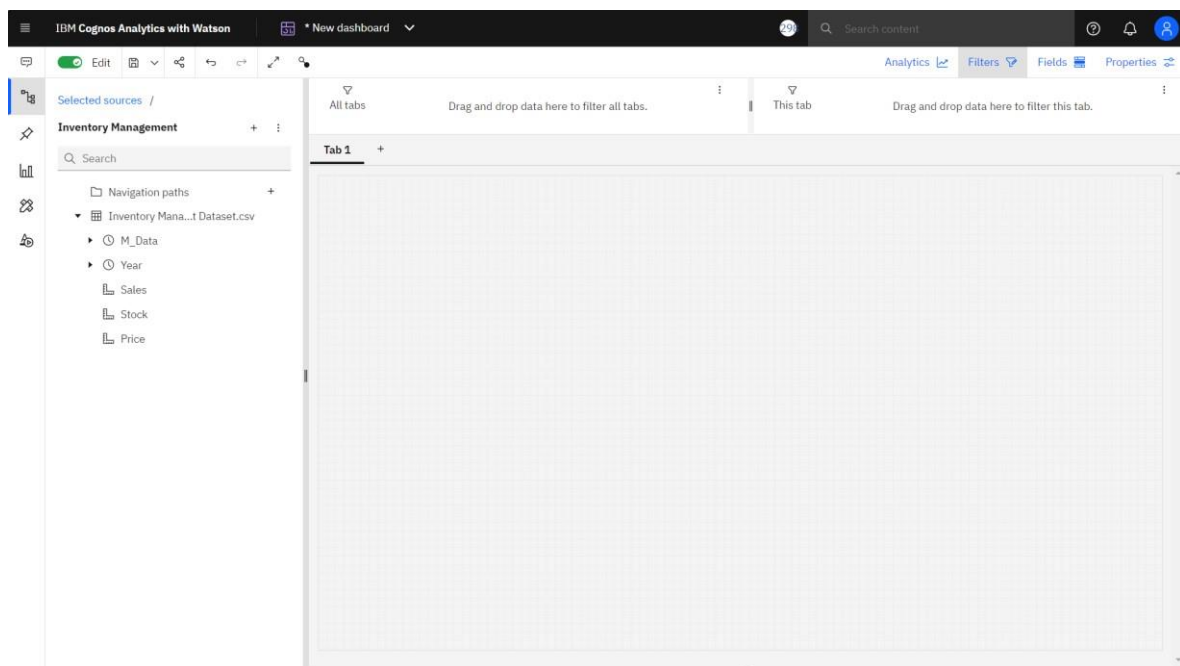 IBM Cognos Analytics with Watson
* New dashboard
Search content
Edit
Analytics
Filters
Fields
Properties
Selected sources /
Inventory Management
Search
Navigation paths
Inventory Mana...t Dataset.csv
M_Data
Year
Sales
Stock
Price
All tabs
Drag and drop data here to filter all tabs.
This tab
Drag and drop data here to filter this tab.
Tab 1